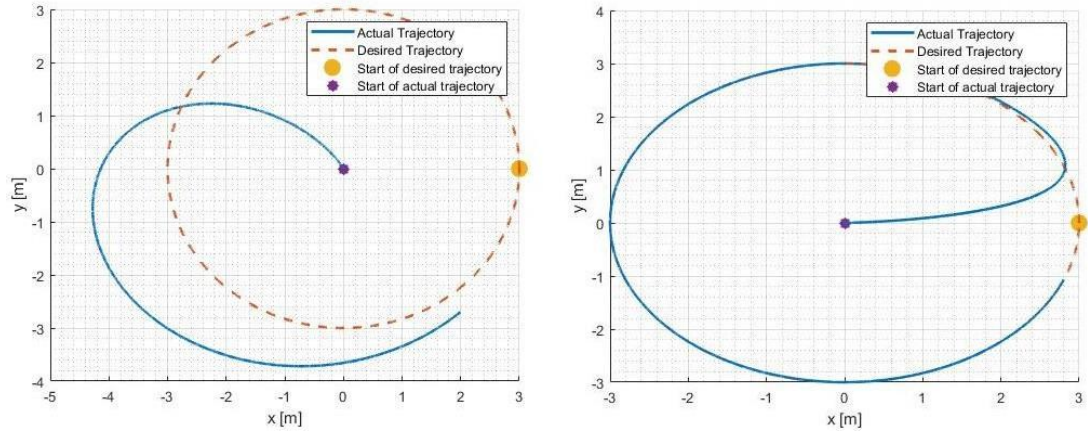 3
2
1
0
-1
-2
-3
-4
y [m]
-5
-4
-3
-2
-1
0
1
2
3
x [m]
Actual Trajectory
Desired Trajectory
Start of desired trajectory
Start of actual trajectory
4
3
2
1
0
-1
-2
-3
y [m]
-3
-2
-1
0
1
2
3
x [m]
Actual Trajectory
Desired Trajectory
Start of desired trajectory
Start of actual trajectory